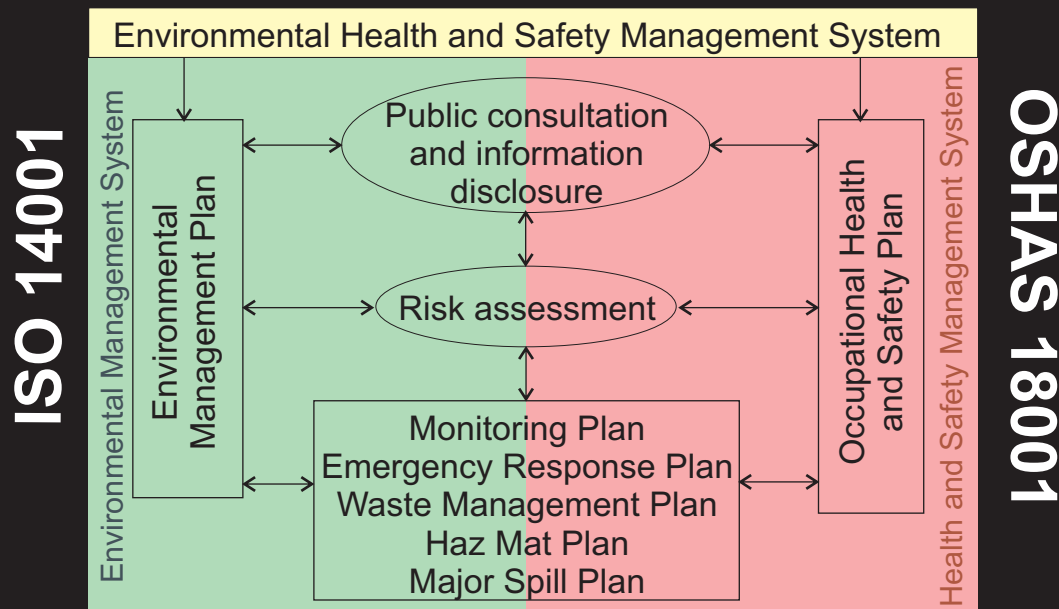 Environmental Health and Safety Management System
ISO 14001
Environmental Management System
Environmental
Management Plan
Public consultation
and information
disclosure
Risk assessment
Monitoring Plan
Emergency Response Plan
Waste Management Plan
Haz Mat Plan
Major Spill Plan
Occupational Health
and Safety Plan
Health and Safety Management System
OSHAS 18001